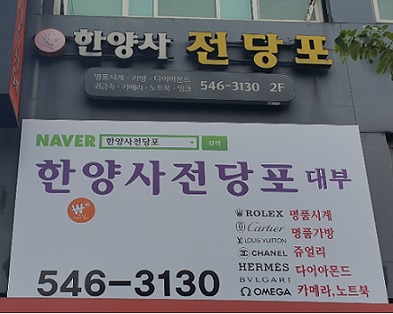 한양사 전당포
명품시계 · 가방 · 다이아몬드
귀금속 · 카메라 · 노트북 · 밍크
546-3130 2F
NAVER 한양사전당포 검색
한양사전당포 대부
₩
ROLEX 명품시계
Cartier 명품가방
LOUIS VUITTON
CHANEL 쥬얼리
HERMES 다이아몬드
BVLGARI
OMEGA 카메라,노트북
546-3130